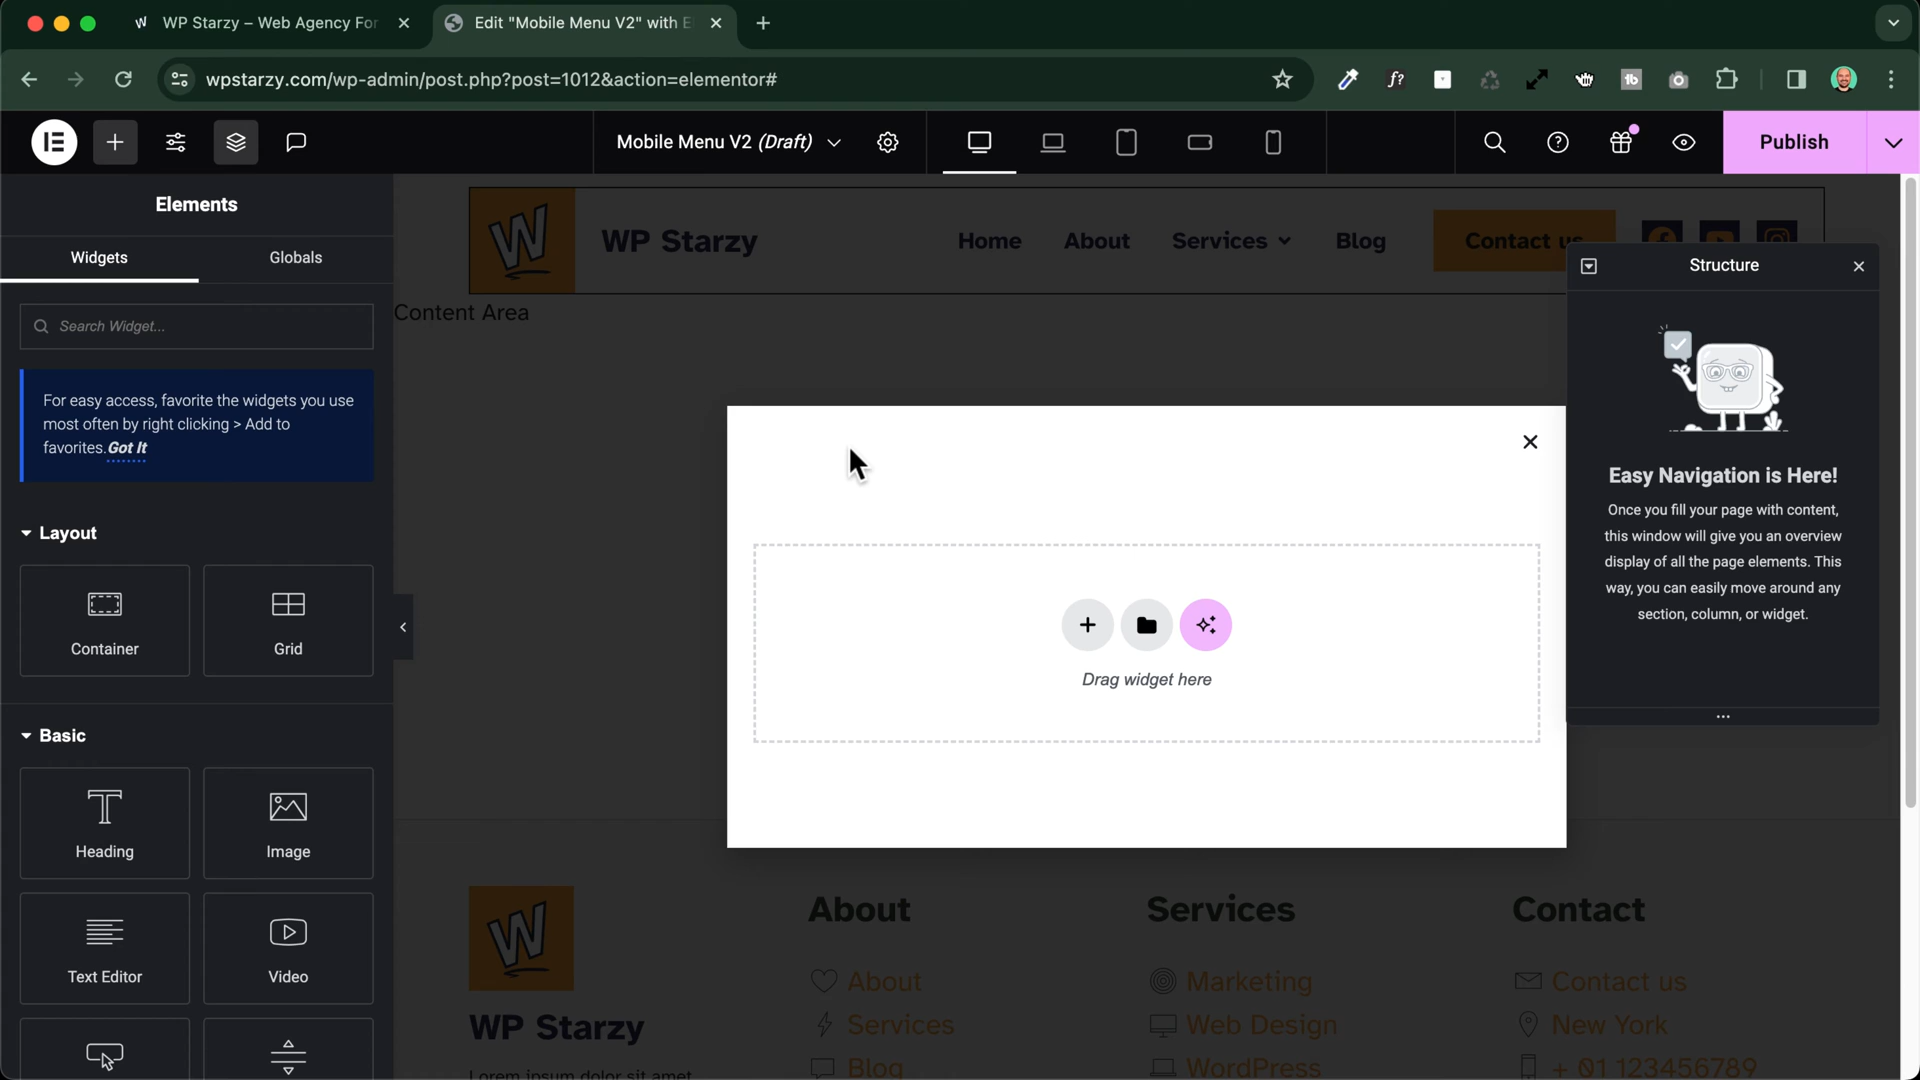 WP Starzy – Web Agency For
Edit "Mobile Menu V2" with E
wpstarzy.com/wp-admin/post.php?post=1012&action=elementor#
Mobile Menu V2 (Draft)
Publish
Elements
Widgets
Globals
Search Widget...
For easy access, favorite the widgets you use
most often by right clicking > Add to
favorites. Got It
Layout
Container
Grid
Basic
Heading
Image
Text Editor
Video
WP Starzy
Home
About
Services
Blog
Contact us
Content Area
Drag widget here
Structure
Easy Navigation is Here!
Once you fill your page with content,
this window will give you an overview
display of all the page elements. This
way, you can easily move around any
section, column, or widget.
WP Starzy
Lorem ipsum dolor sit amet
About
About
Services
Blog
Services
Marketing
Web Design
WordPress
Contact
Contact us
New York
+ 01 123456789